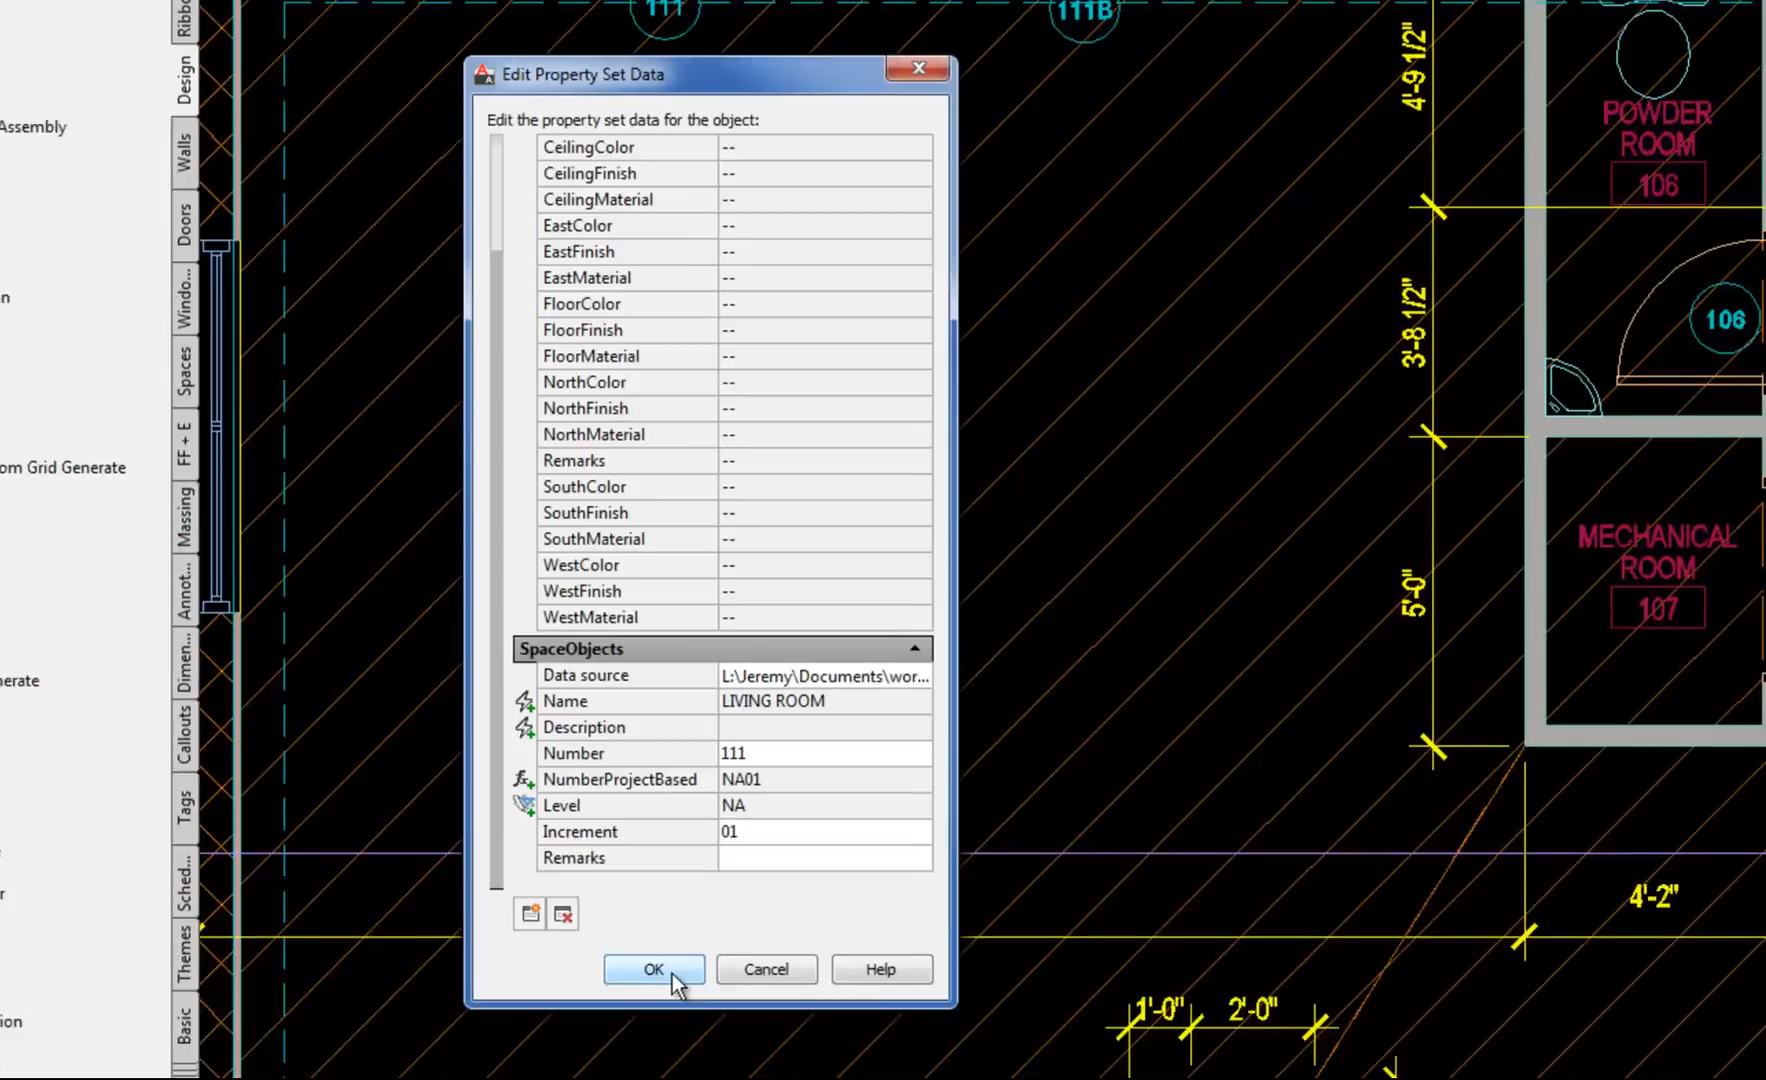 Assembly
n
om Grid Generate
nerate
r
ion
Ribbo
Design
Walls
Doors
Windo...
Spaces
FF + E
Massing
Annot...
Dimen...
Callouts
Tags
Sched...
Themes
Basic
111
111B
Edit Property Set Data
Edit the property set data for the object:
CeilingColor --
CeilingFinish --
CeilingMaterial --
EastColor --
EastFinish --
EastMaterial --
FloorColor --
FloorFinish --
FloorMaterial --
NorthColor --
NorthFinish --
NorthMaterial --
Remarks --
SouthColor --
SouthFinish --
SouthMaterial --
WestColor --
WestFinish --
WestMaterial --
SpaceObjects
Data source L:\Jeremy\Documents\wor...
Name LIVING ROOM
Description
Number 111
NumberProjectBased NA01
Level NA
Increment 01
Remarks
OK Cancel Help
4'-9 1/2"
3'-8 1/2"
5'-0"
POWDER
ROOM
106
106
MECHANICAL
ROOM
107
4'-2"
1'-0" 2'-0"